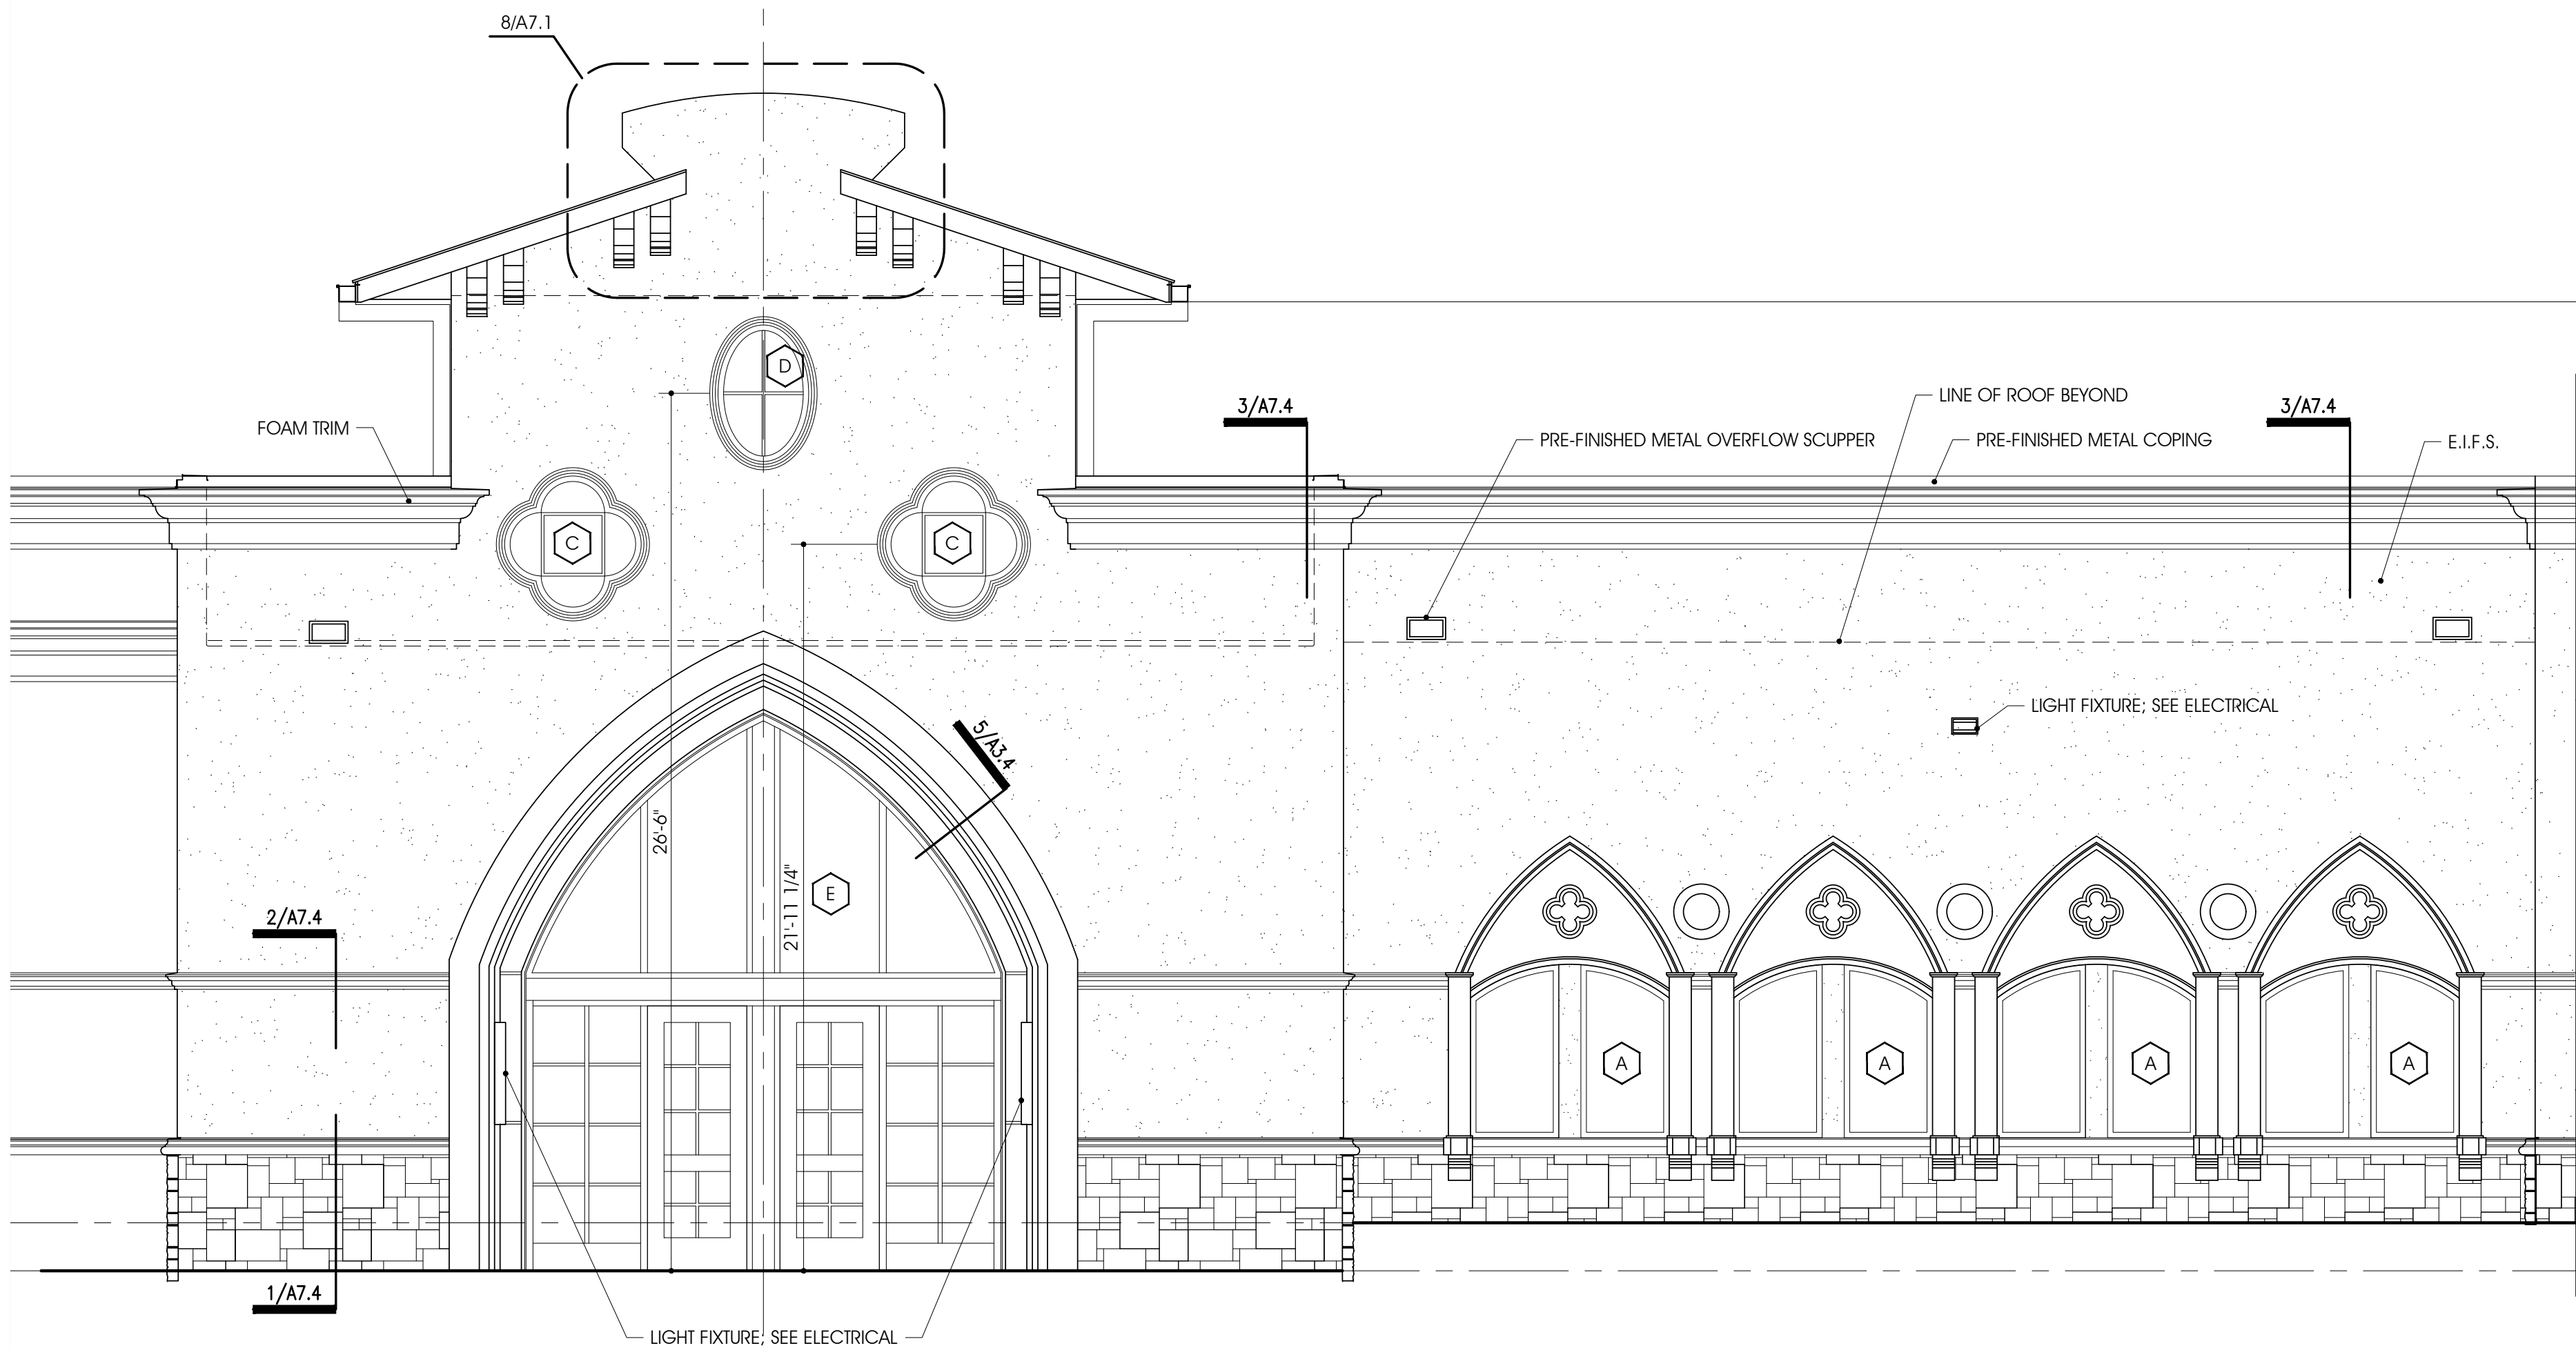 8/A7.1
D
LINE OF ROOF BEYOND
3/A7.4
3/A7.4
FOAM TRIM
PRE-FINISHED METAL OVERFLOW SCUPPER
PRE-FINISHED METAL COPING
E.I.F.S.
C
C
LIGHT FIXTURE; SEE ELECTRICAL
5/A3.4
26'-6"
21'-11 1/4"
E
2/A7.4
A
A
A
A
1/A7.4
LIGHT FIXTURE; SEE ELECTRICAL